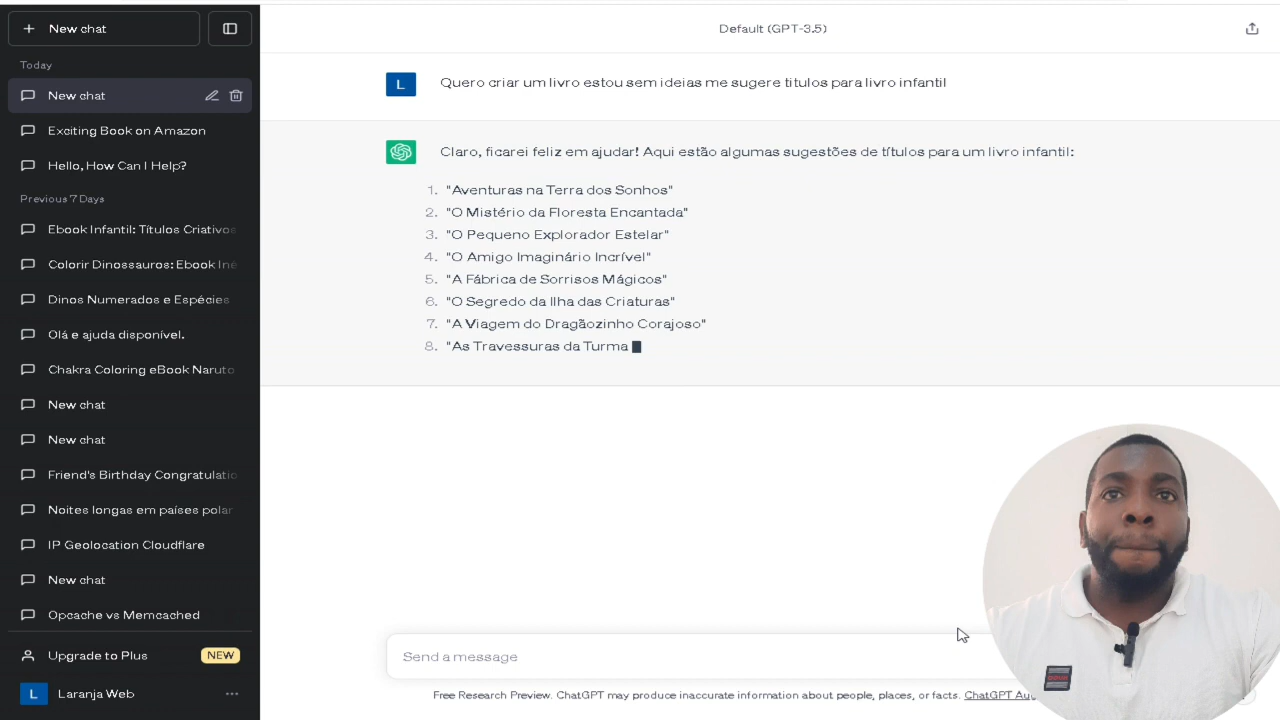 New chat
Today
New chat
Exciting Book on Amazon
Hello, How Can I Help?
Previous 7 Days
Ebook Infantil: Títulos Criativos
Colorir Dinossauros: Ebook Iné
Dinos Numerados e Espécies
Olá e ajuda disponível.
Chakra Coloring eBook Naruto
New chat
New chat
Friend's Birthday Congratulatio
Noites longas em países polar
IP Geolocation Cloudflare
New chat
Opcache vs Memcached
Upgrade to Plus NEW
L Laranja Web
Default (GPT-3.5)
L Quero criar um livro estou sem ideias me sugere titulos para livro infantil
Claro, ficarei feliz em ajudar! Aqui estão algumas sugestões de títulos para um livro infantil:
1. "Aventuras na Terra dos Sonhos"
2. "O Mistério da Floresta Encantada"
3. "O Pequeno Explorador Estelar"
4. "O Amigo Imaginário Incrível"
5. "A Fábrica de Sorrisos Mágicos"
6. "O Segredo da Ilha das Criaturas"
7. "A Viagem do Dragãozinho Corajoso"
8. "As Travessuras da Turma
Send a message
Free Research Preview. ChatGPT may produce inaccurate information about people, places, or facts. ChatGPT Aug